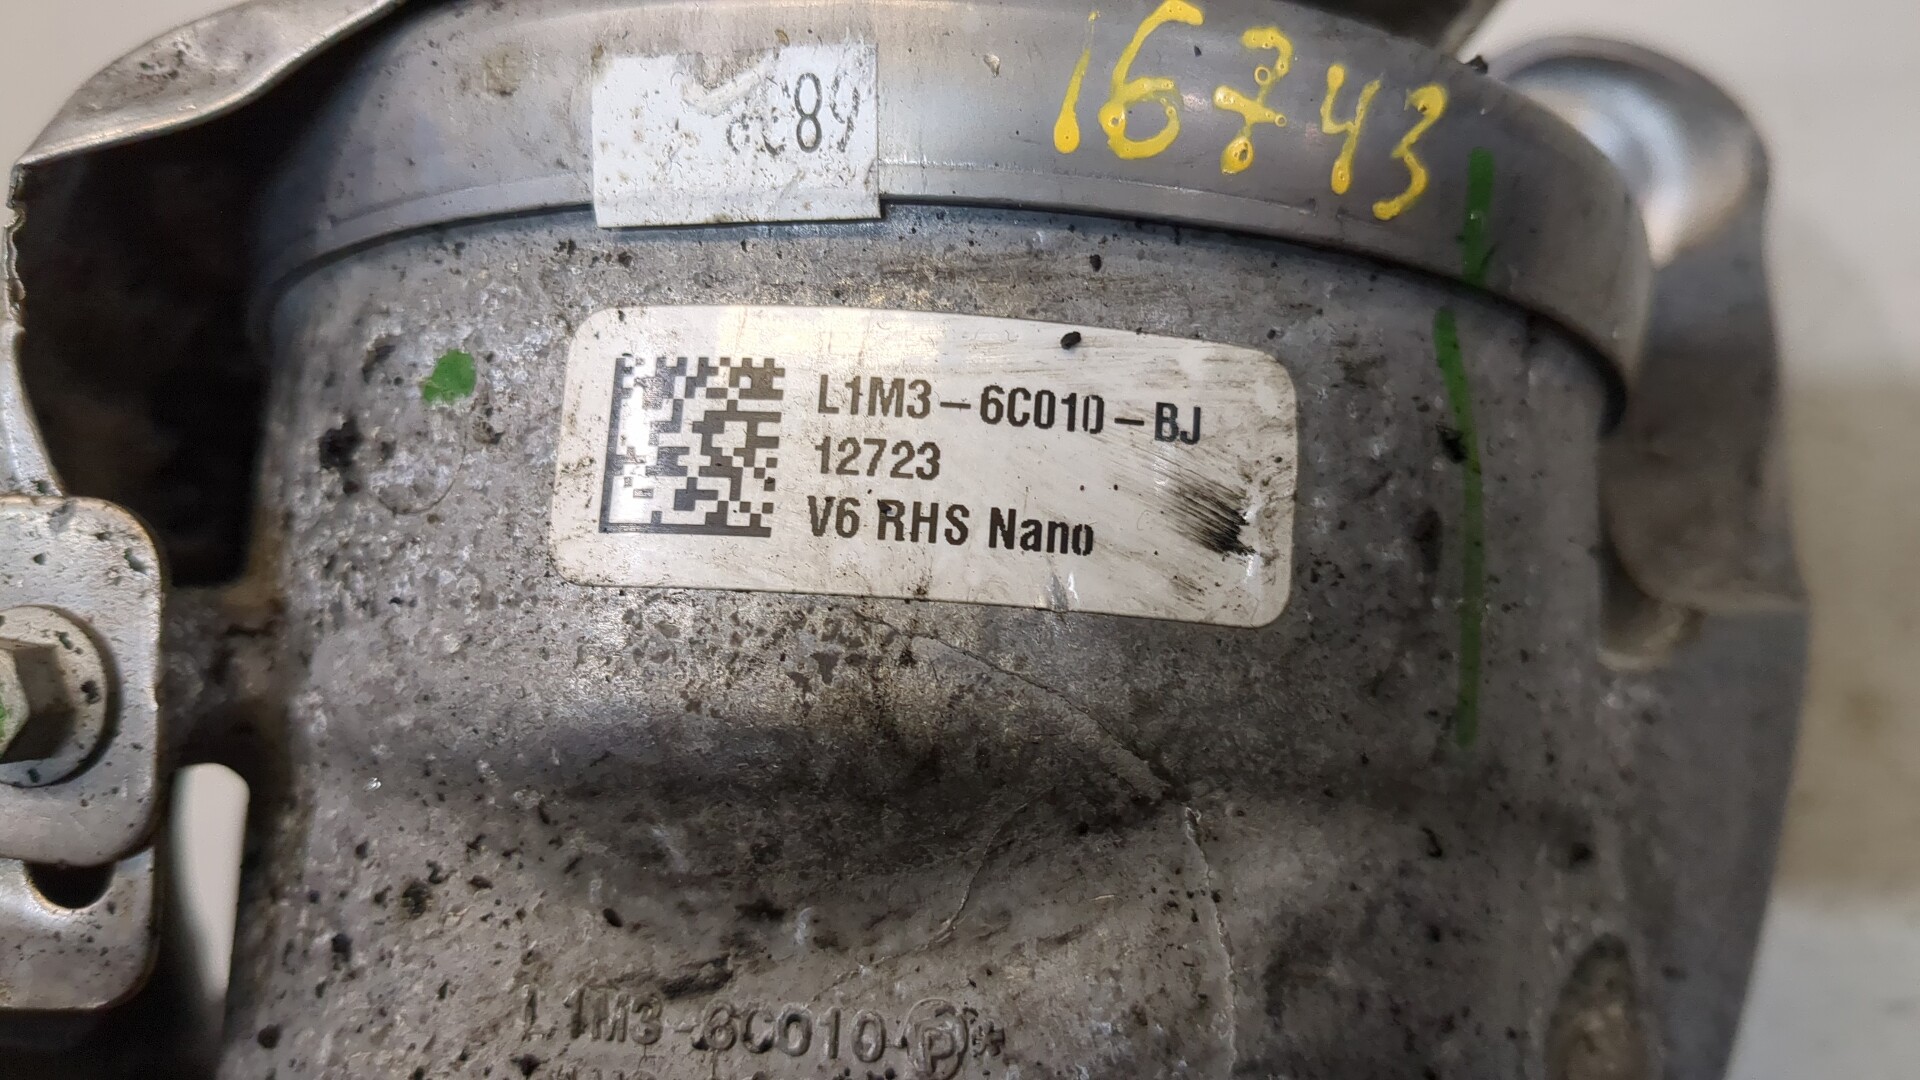 16743
L1M3-6C010-BJ
12723
V6 RHS Nano
L1M3-6C010-